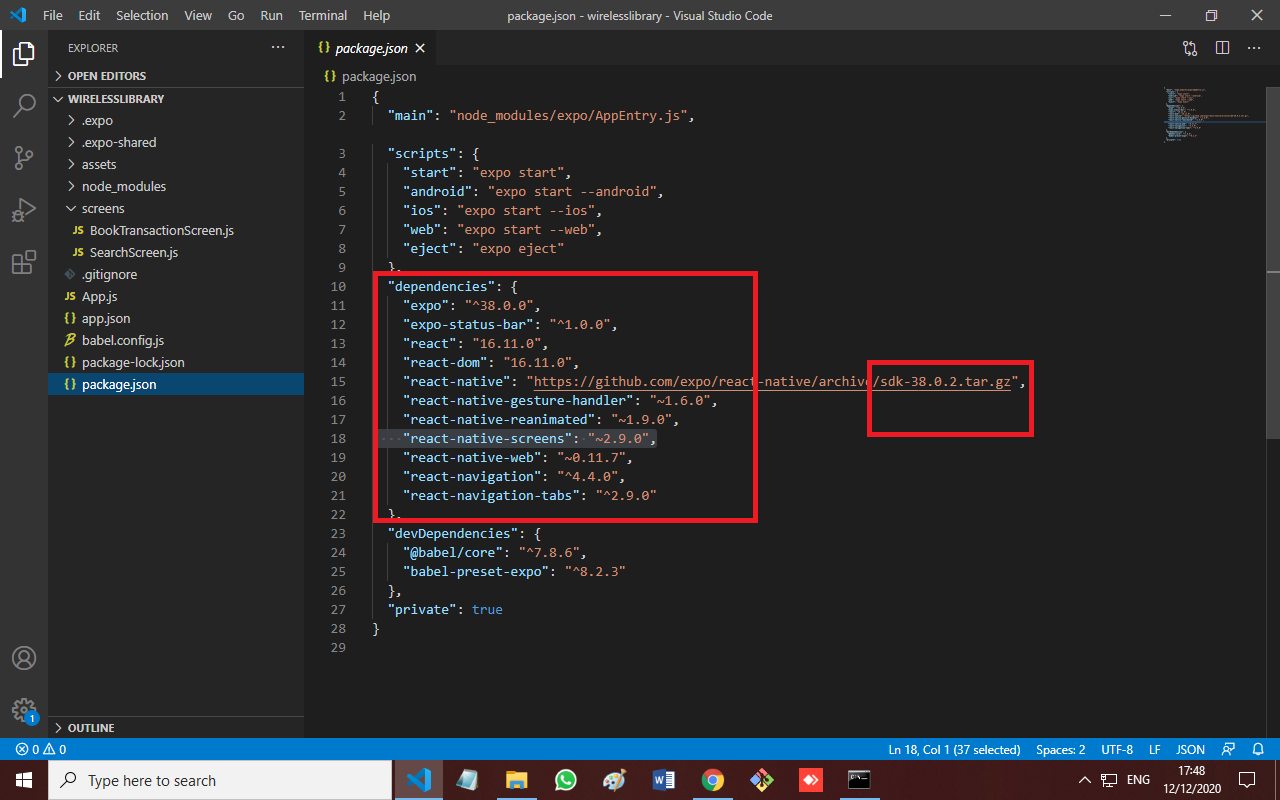 File Edit Selection View Go Run Terminal Help package.json - wirelesslibrary - Visual Studio Code
EXPLORER
OPEN EDITORS
WIRELESSLIBRARY
.expo
.expo-shared
assets
node_modules
screens
JS BookTransactionScreen.js
JS SearchScreen.js
.gitignore
JS App.js
{} app.json
babel.config.js
{} package-lock.json
{} package.json
OUTLINE
1
{} package.json
{} package.json
1 {
2 "main": "node_modules/expo/AppEntry.js",
3 "scripts": {
4 "start": "expo start",
5 "android": "expo start --android",
6 "ios": "expo start --ios",
7 "web": "expo start --web",
8 "eject": "expo eject"
9 },
10 "dependencies": {
11 "expo": "^38.0.0",
12 "expo-status-bar": "^1.0.0",
13 "react": "16.11.0",
14 "react-dom": "16.11.0",
15 "react-native": "https://github.com/expo/react-native/archive/sdk-38.0.2.tar.gz",
16 "react-native-gesture-handler": "~1.6.0",
17 "react-native-reanimated": "~1.9.0",
18 "react-native-screens": "~2.9.0",
19 "react-native-web": "~0.11.7",
20 "react-navigation": "^4.4.0",
21 "react-navigation-tabs": "^2.9.0"
22 },
23 "devDependencies": {
24 "@babel/core": "^7.8.6",
25 "babel-preset-expo": "^8.2.3"
26 },
27 "private": true
28 }
29
0 0 Ln 18, Col 1 (37 selected) Spaces: 2 UTF-8 LF JSON
Type here to search
ENG
17:48
12/12/2020